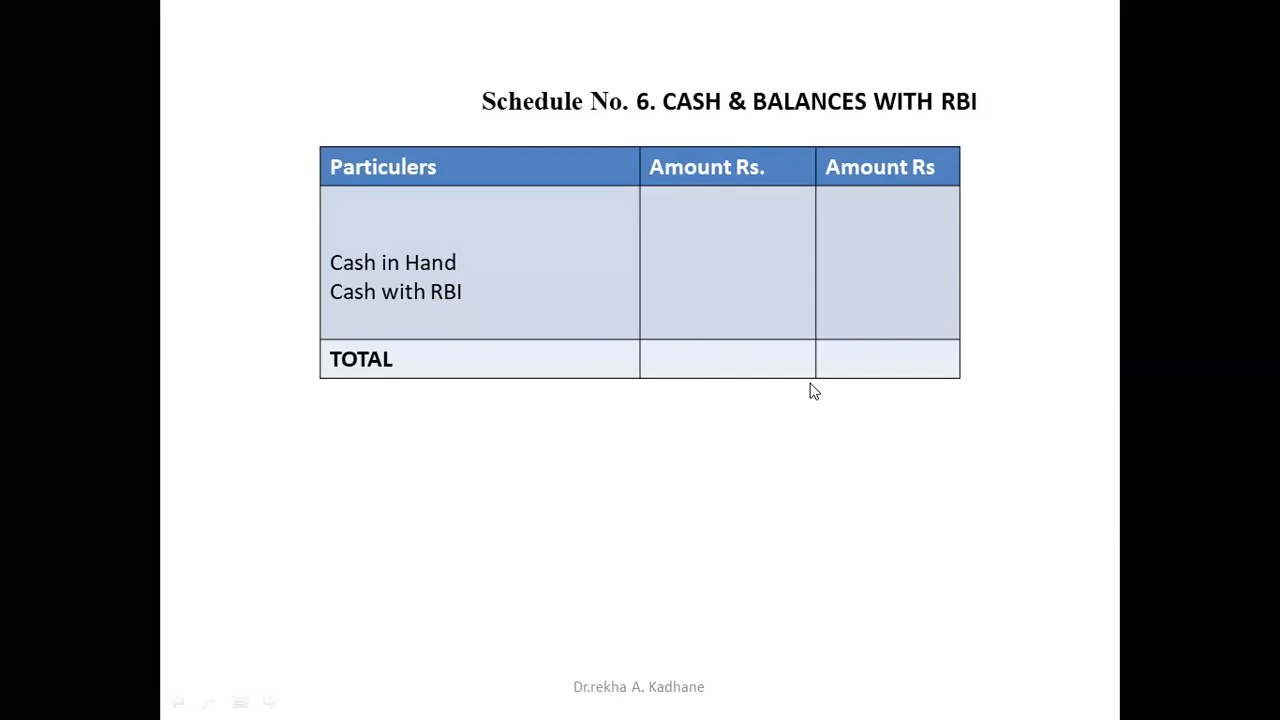 Schedule No. 6. CASH & BALANCES WITH RBI
Particulers Amount Rs. Amount Rs
Cash in Hand
Cash with RBI
TOTAL
Dr.rekha A. Kadhane